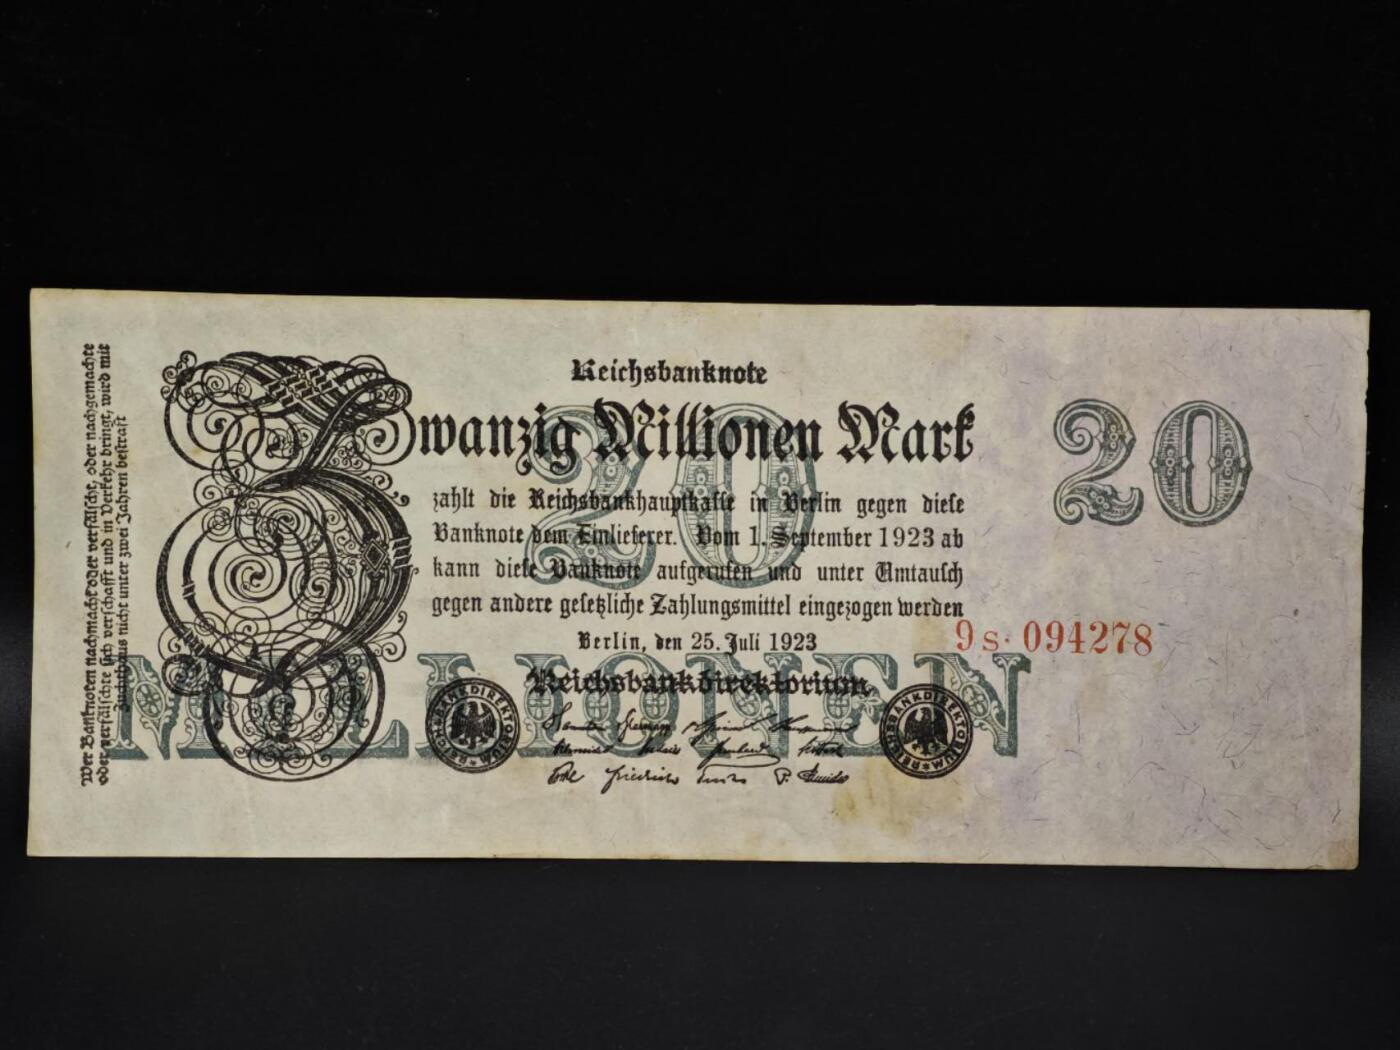 Wer Banknoten nachmacht oder verfälscht, oder nachgemachte
oder verfälschte sich verschafft und in Verkehr bringt, wird mit
Zuchthaus nicht unter zwei Jahren bestraft
Reichsbanknote
Zwanzig Millionen Mark
20
20
zahlt die Reichsbankhauptkasse in Berlin gegen diese
Banknote dem Einlieferer. Vom 1. September 1923 ab
kann diese Banknote aufgerufen und unter Umtausch
gegen andere gesetzliche Zahlungsmittel eingezogen werden
Berlin, den 25. Juli 1923
9S· 094278
MILLIONEN
Reichsbankdirektorium
REICHSBANKDIREKTORIUM
REICHSBANKDIREKTORIUM